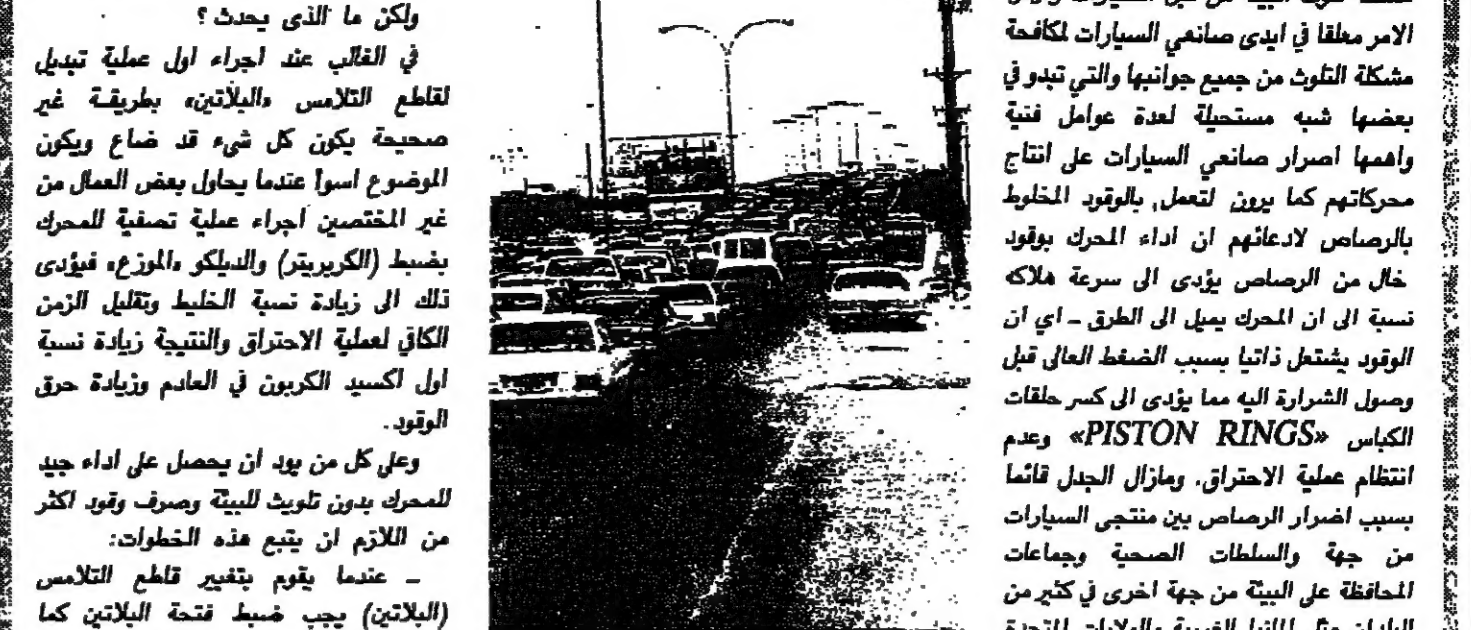 الامر معلقا في ايدى صانعي السيارات لمكافحة
مشكلة التلوث من جميع جوانبها والتي تبدو في
بعضها شبه مستحيلة لعدة عوامل فنية
واهمها اصرار صانعي السيارات على انتاج
محركاتهم كما يرون لتعمل بالوقود المخلوط
بالرصاص لادعائهم ان اداء المحرك بوقود
خال من الرصاص يؤدى الى سرعة هلاكه
نسبة الى ان المحرك يميل الى الطرق ـ اي ان
الوقود يشتعل ذاتيا بسبب الضغط العالى قبل
وصول الشرارة اليه مما يؤدى الى كسر حلقات
الكباس «PISTON RINGS» وعدم
انتظام عملية الاحتراق. ومازال الجدل قائما
بسبب اضرار الرصاص بين منتجى السيارات
من جهة والسلطات الصحية وجماعات
المحافظة على البيئة من جهة اخرى في كثير من
ولكن ما الذى يحدث ؟
في الغالب عند اجراء اول عملية تبديل
لقاطع التلامس «البلاتين» بطريقة غير
صحيحة يكون كل شيء قد ضاع ويكون
الموضوع اسوأ عندما يحاول بعض العمال من
غير المختصين اجراء عملية تصفية للمحرك
بضبط (الكربريتر) والديلكو «الموزع» فيؤدى
ذلك الى زيادة نسبة الخليط وتقليل الزمن
الكافي لعملية الاحتراق والنتيجة زيادة نسبة
اول اكسيد الكربون في العادم وزيادة حرق
الوقود.
وعلى كل من يود ان يحصل على اداء جيد
للمحرك بدون تلويث للبيئة وصرف وقود اكثر
من اللازم ان يتبع هذه الخطوات:
ـ عندما يقوم بتغيير قاطع التلامس
(البلاتين) يجب ضبط فتحة البلاتين كما